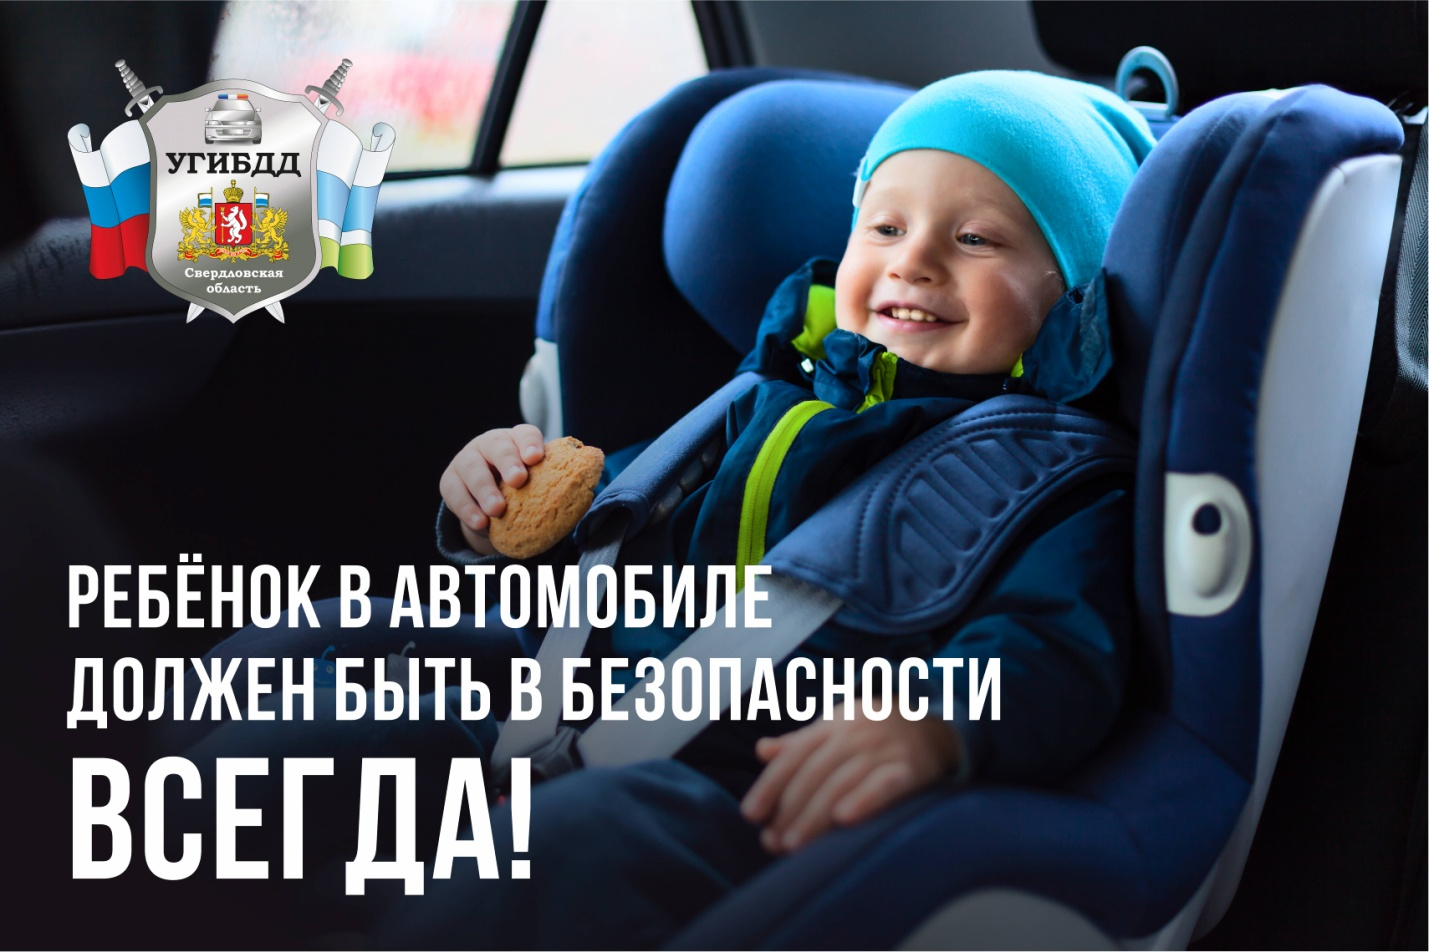 УГИБДД
Свердловская
область
РЕБЁНОК В АВТОМОБИЛЕ
ДОЛЖЕН БЫТЬ В БЕЗОПАСНОСТИ
ВСЕГДА!